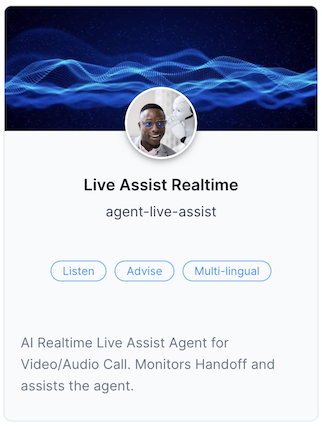 Live Assist Realtime
agent-live-assist
Listen
Advise
Multi-lingual
AI Realtime Live Assist Agent for
Video/Audio Call. Monitors Handoff and
assists the agent.